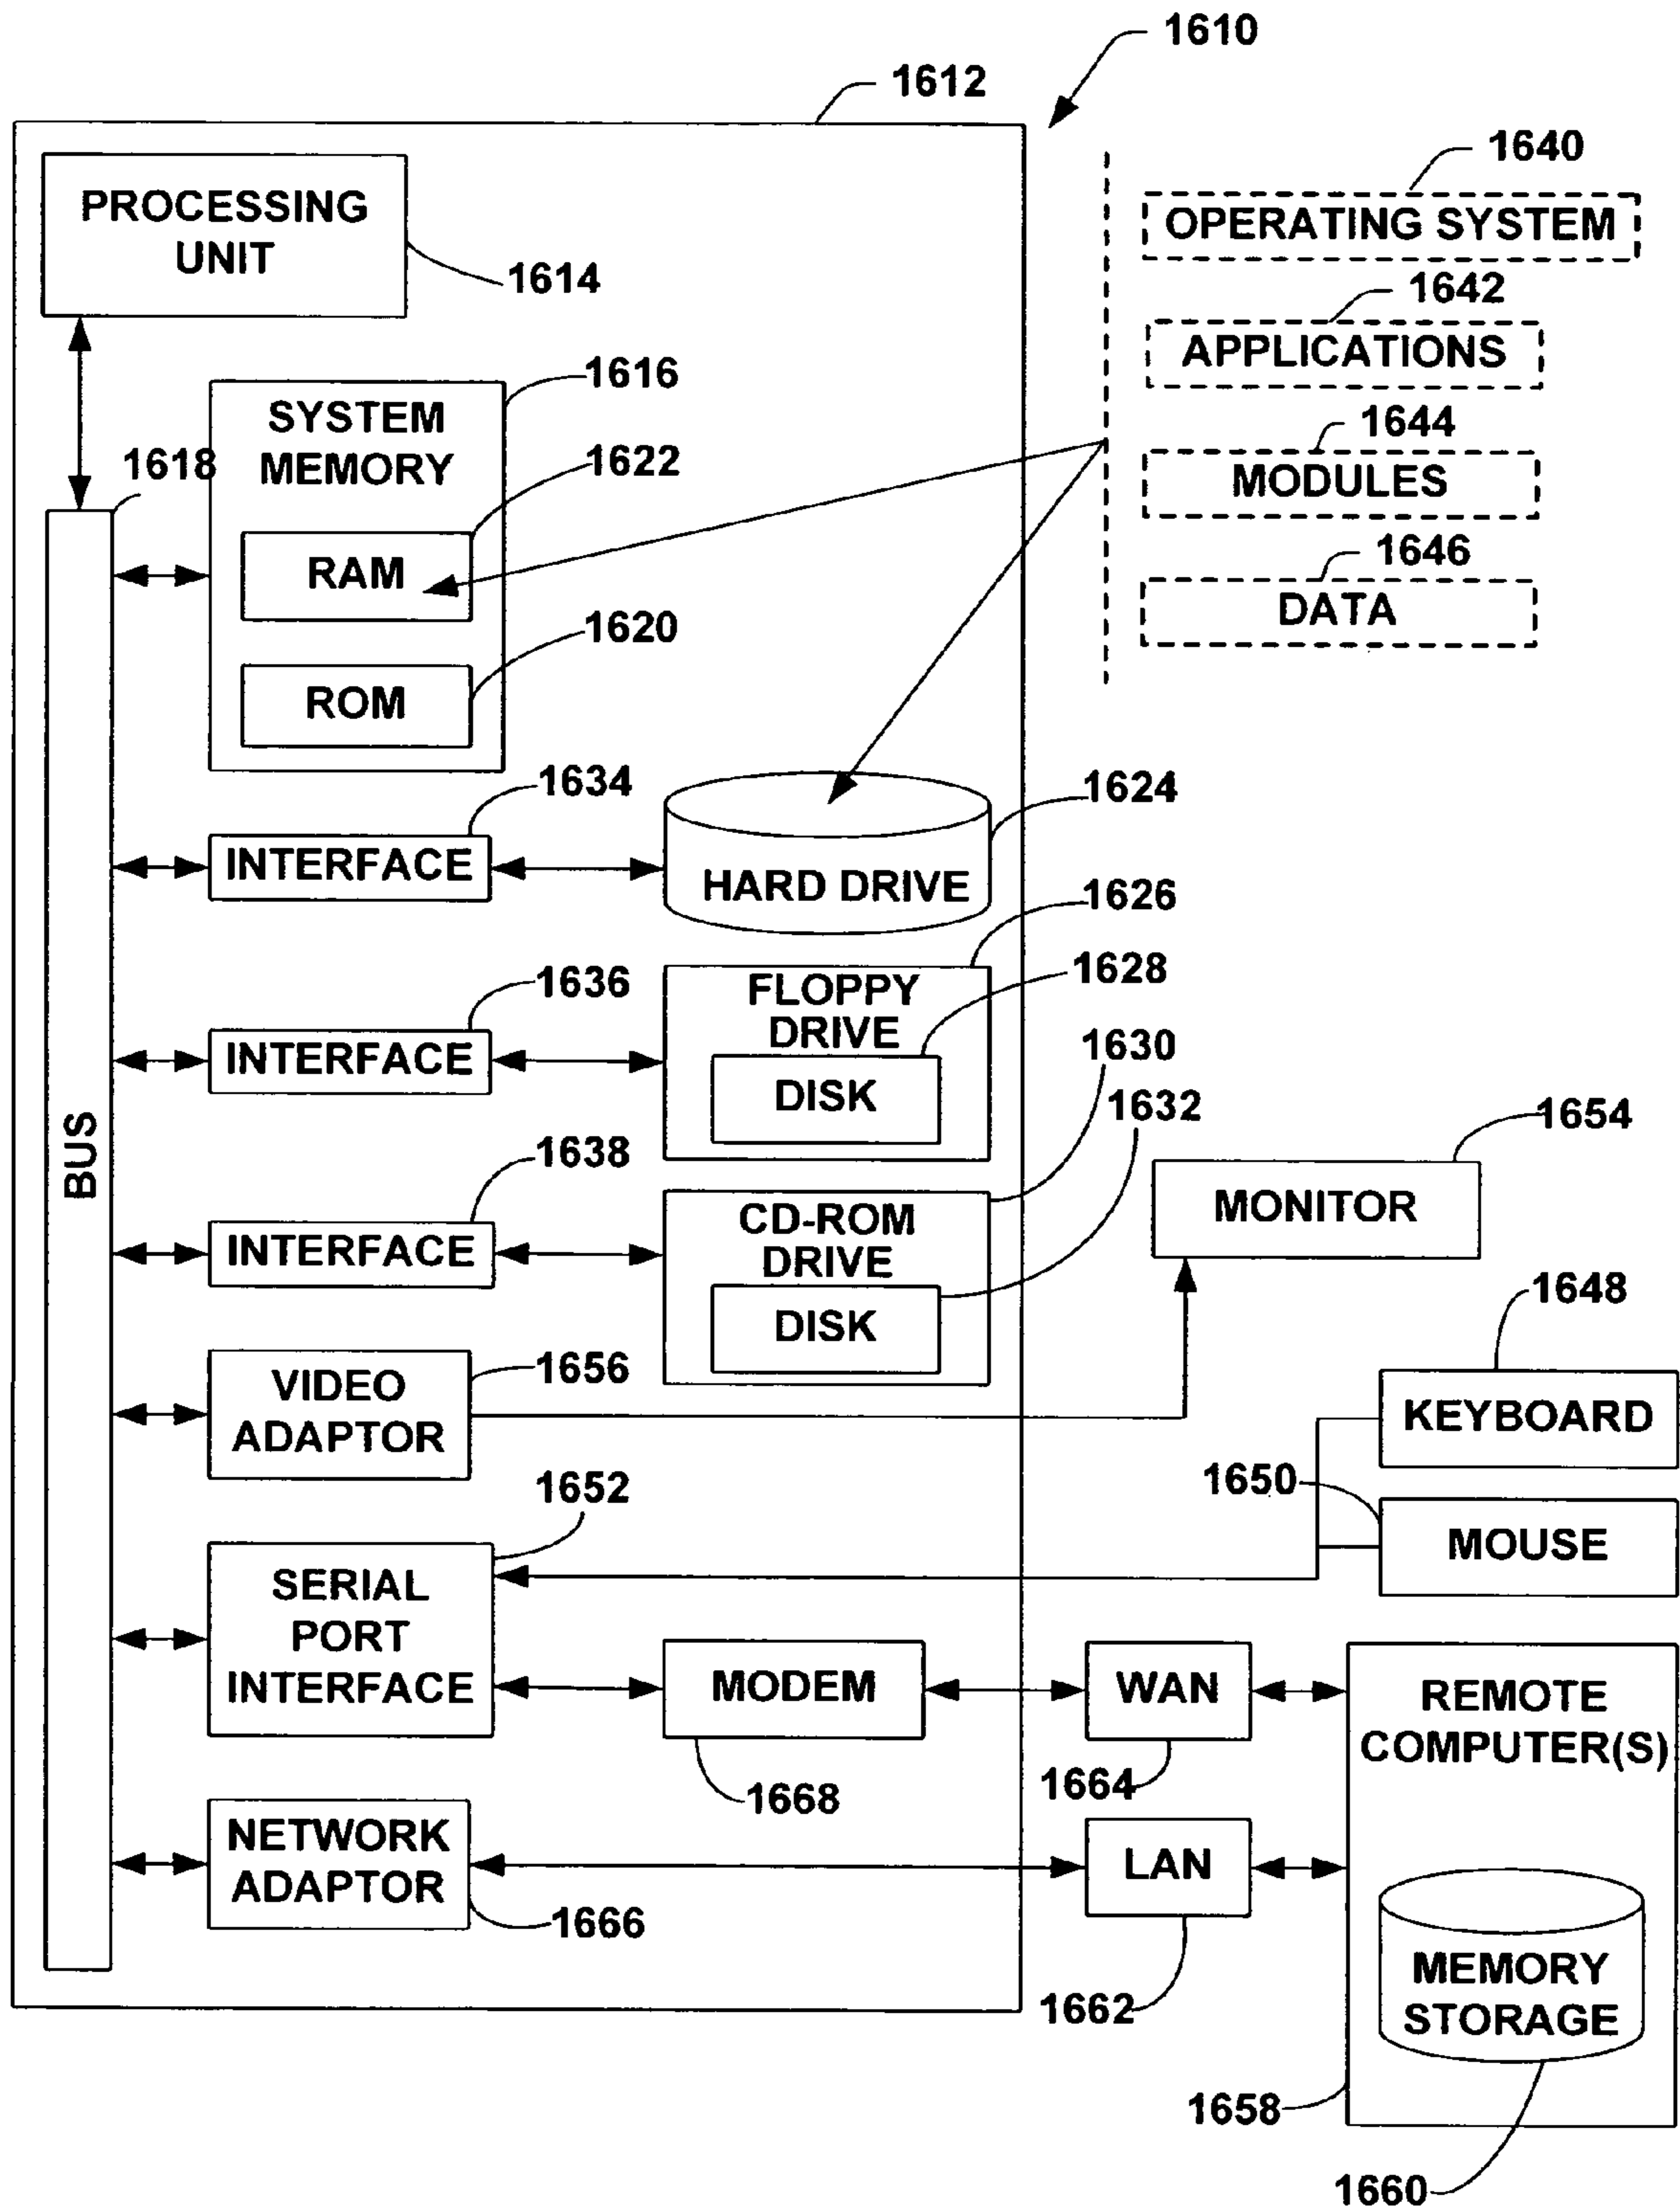 1610
1612
1640
PROCESSING
UNIT
OPERATING SYSTEM
1614
1642
APPLICATIONS
1616
SYSTEM
MEMORY
1644
1618
1622
MODULES
RAM
1646
DATA
1620
ROM
1634
1624
INTERFACE
HARD DRIVE
1626
1636
1628
FLOPPY
DRIVE
INTERFACE
1630
DISK
1632
1654
BUS
1638
MONITOR
CD-ROM
DRIVE
INTERFACE
1648
DISK
1656
VIDEO
ADAPTOR
KEYBOARD
1650
1652
MOUSE
SERIAL
PORT
INTERFACE
MODEM
WAN
REMOTE
COMPUTER(S)
1664
1668
NETWORK
ADAPTOR
LAN
1666
MEMORY
STORAGE
1662
1658
1660